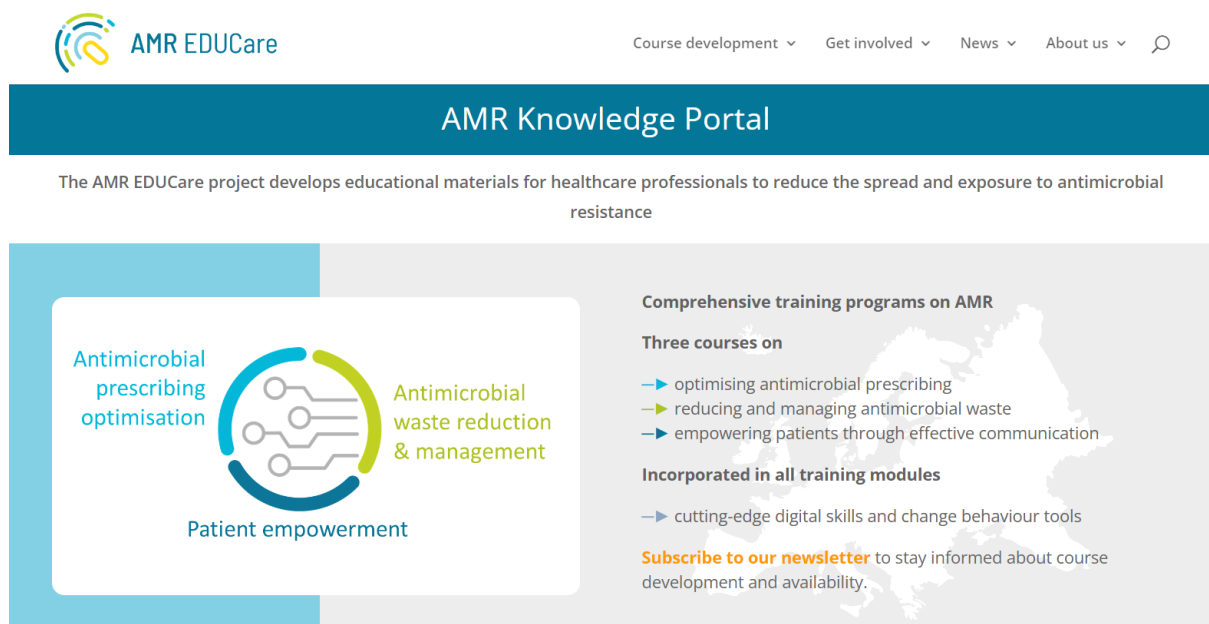 AMR EDUCare
Course development
Get involved
News
About us
AMR Knowledge Portal
The AMR EDUCare project develops educational materials for healthcare professionals to reduce the spread and exposure to antimicrobial
resistance
Antimicrobial
prescribing
optimisation
Antimicrobial
waste reduction
& management
Patient empowerment
Comprehensive training programs on AMR
Three courses on
optimising antimicrobial prescribing
reducing and managing antimicrobial waste
empowering patients through effective communication
Incorporated in all training modules
cutting-edge digital skills and change behaviour tools
Subscribe to our newsletter to stay informed about course
development and availability.